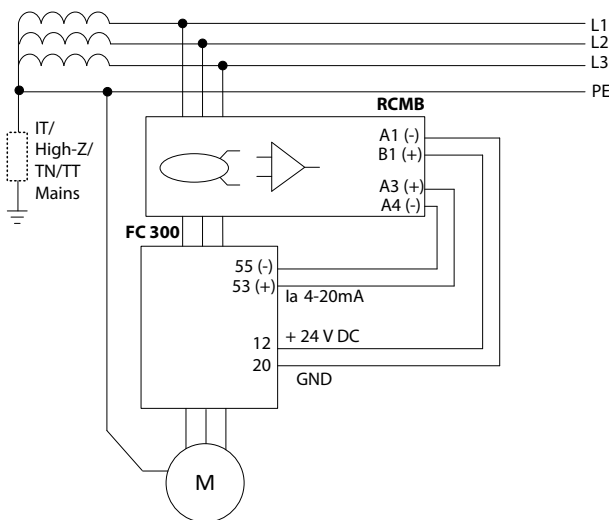 L1
L2
L3
PE
RCMB
IT/
High-Z/
TN/TT
Mains
A1 (-)
B1 (+)
A3 (+)
A4 (-)
FC 300
55 (-)
53 (+)
Ia 4-20mA
12
+ 24 V DC
20
GND
M